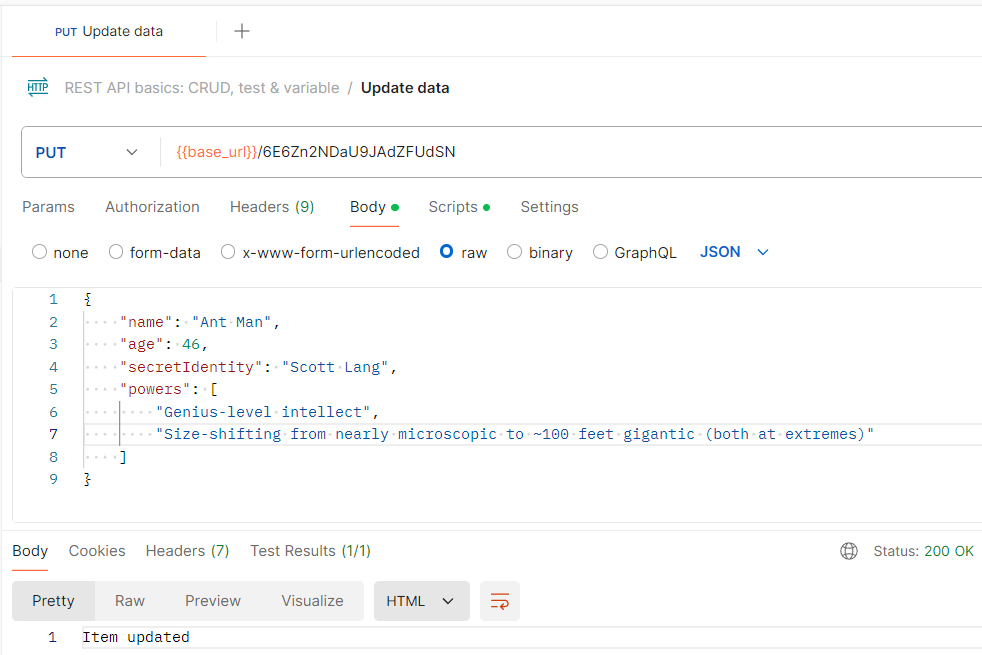 PUT Update data
HTTP REST API basics: CRUD, test & variable / Update data
PUT {{base_url}}/6E6Zn2NDaU9JAdZFUdSN
Params Authorization Headers (9) Body Scripts Settings
none form-data x-www-form-urlencoded raw binary GraphQL JSON
1 {
2 "name": "Ant Man",
3 "age": 46,
4 "secretIdentity": "Scott Lang",
5 "powers": [
6 "Genius-level intellect",
7 "Size-shifting from nearly microscopic to ~100 feet gigantic (both at extremes)"
8 ]
9 }
Body Cookies Headers (7) Test Results (1/1) Status: 200 OK
Pretty Raw Preview Visualize HTML
1 Item updated